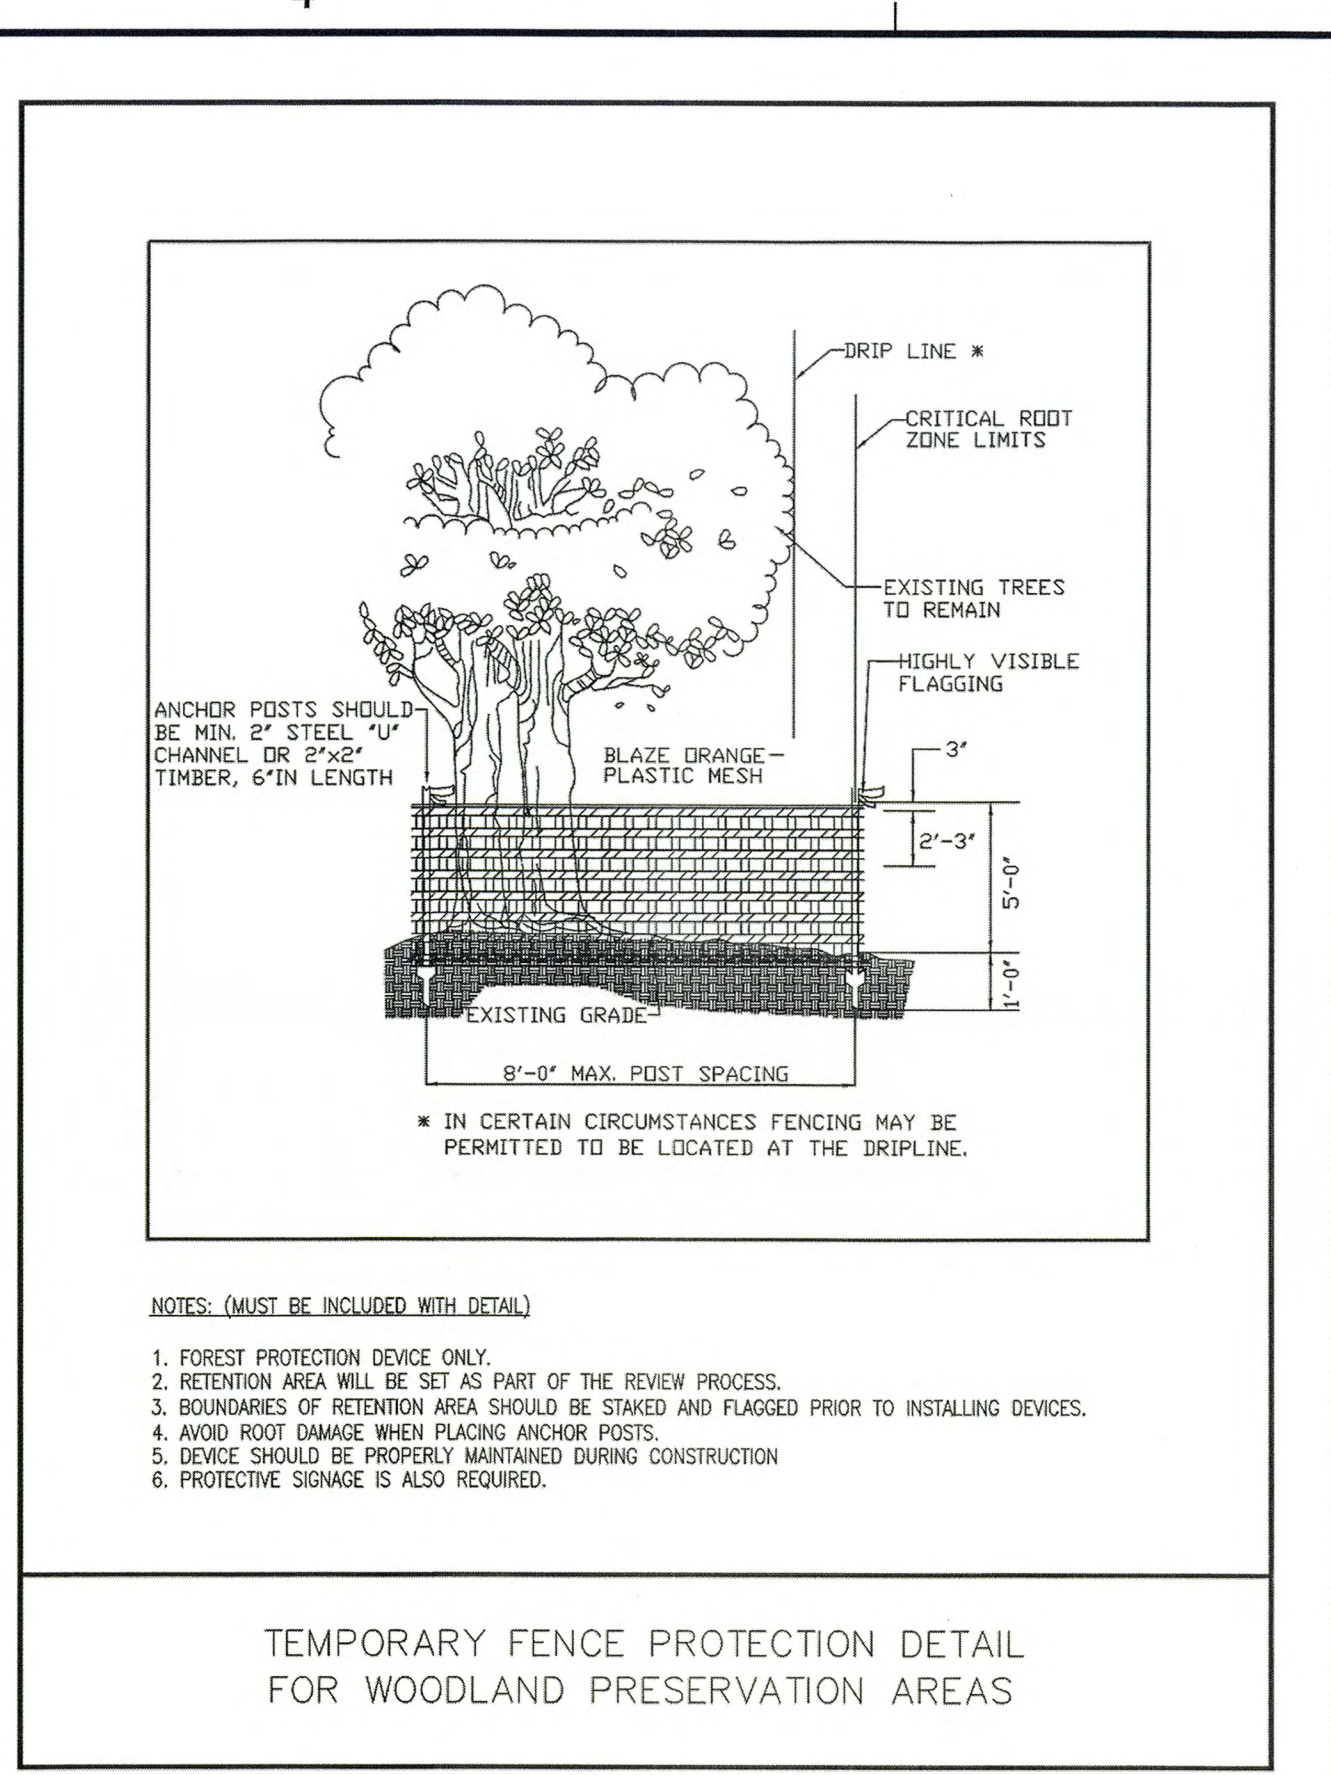 DRIP LINE *
CRITICAL ROOT
ZONE LIMITS
EXISTING TREES
TO REMAIN
HIGHLY VISIBLE
FLAGGING
ANCHOR POSTS SHOULD
BE MIN. 2" STEEL "U"
CHANNEL OR 2"x2"
TIMBER, 6"IN LENGTH
BLAZE ORANGE
PLASTIC MESH
3"
2'-3"
5'-0"
1'-0"
EXISTING GRADE
8'-0" MAX. POST SPACING
* IN CERTAIN CIRCUMSTANCES FENCING MAY BE
PERMITTED TO BE LOCATED AT THE DRIPLINE.
NOTES: (MUST BE INCLUDED WITH DETAIL)
1. FOREST PROTECTION DEVICE ONLY.
2. RETENTION AREA WILL BE SET AS PART OF THE REVIEW PROCESS.
3. BOUNDARIES OF RETENTION AREA SHOULD BE STAKED AND FLAGGED PRIOR TO INSTALLING DEVICES.
4. AVOID ROOT DAMAGE WHEN PLACING ANCHOR POSTS.
5. DEVICE SHOULD BE PROPERLY MAINTAINED DURING CONSTRUCTION
6. PROTECTIVE SIGNAGE IS ALSO REQUIRED.
TEMPORARY FENCE PROTECTION DETAIL
FOR WOODLAND PRESERVATION AREAS